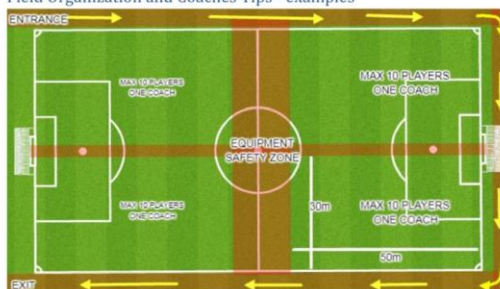 Field Organization and Coaches Tips - examples
ENTRANCE
MAX 10 PLAYERS
ONE COACH
MAX 10 PLAYERS
ONE COACH
EQUIPMENT
SAFETY ZONE
MAX 10 PLAYERS
ONE COACH
30m
MAX 10 PLAYERS
ONE COACH
50m
EXIT